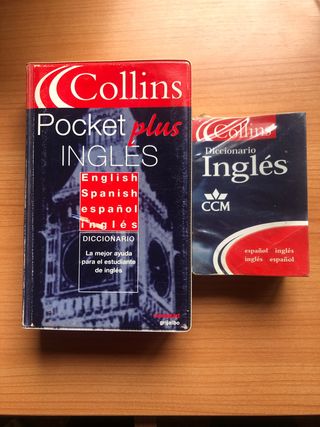 Collins
Pocket plus
INGLÉS
English
Spanish
español
inglés
DICCIONARIO
La mejor ayuda
para el estudiante
de inglés
grijalbo
Collins
Diccionario
Inglés
CCM
español inglés
inglés español